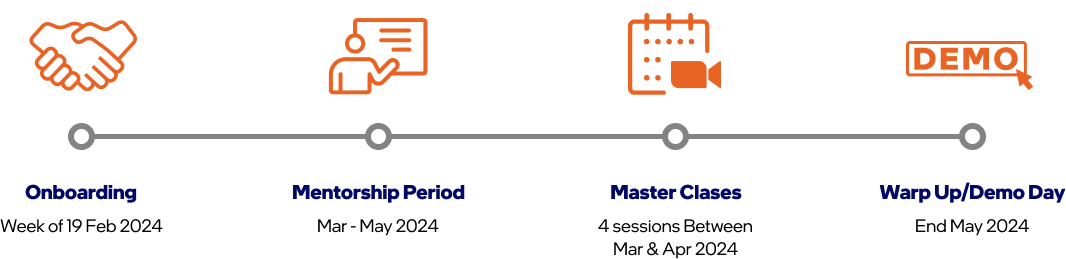 DEMO
Onboarding
Week of 19 Feb 2024
Mentorship Period
Mar - May 2024
Master Clases
4 sessions Between
Mar & Apr 2024
Warp Up/Demo Day
End May 2024